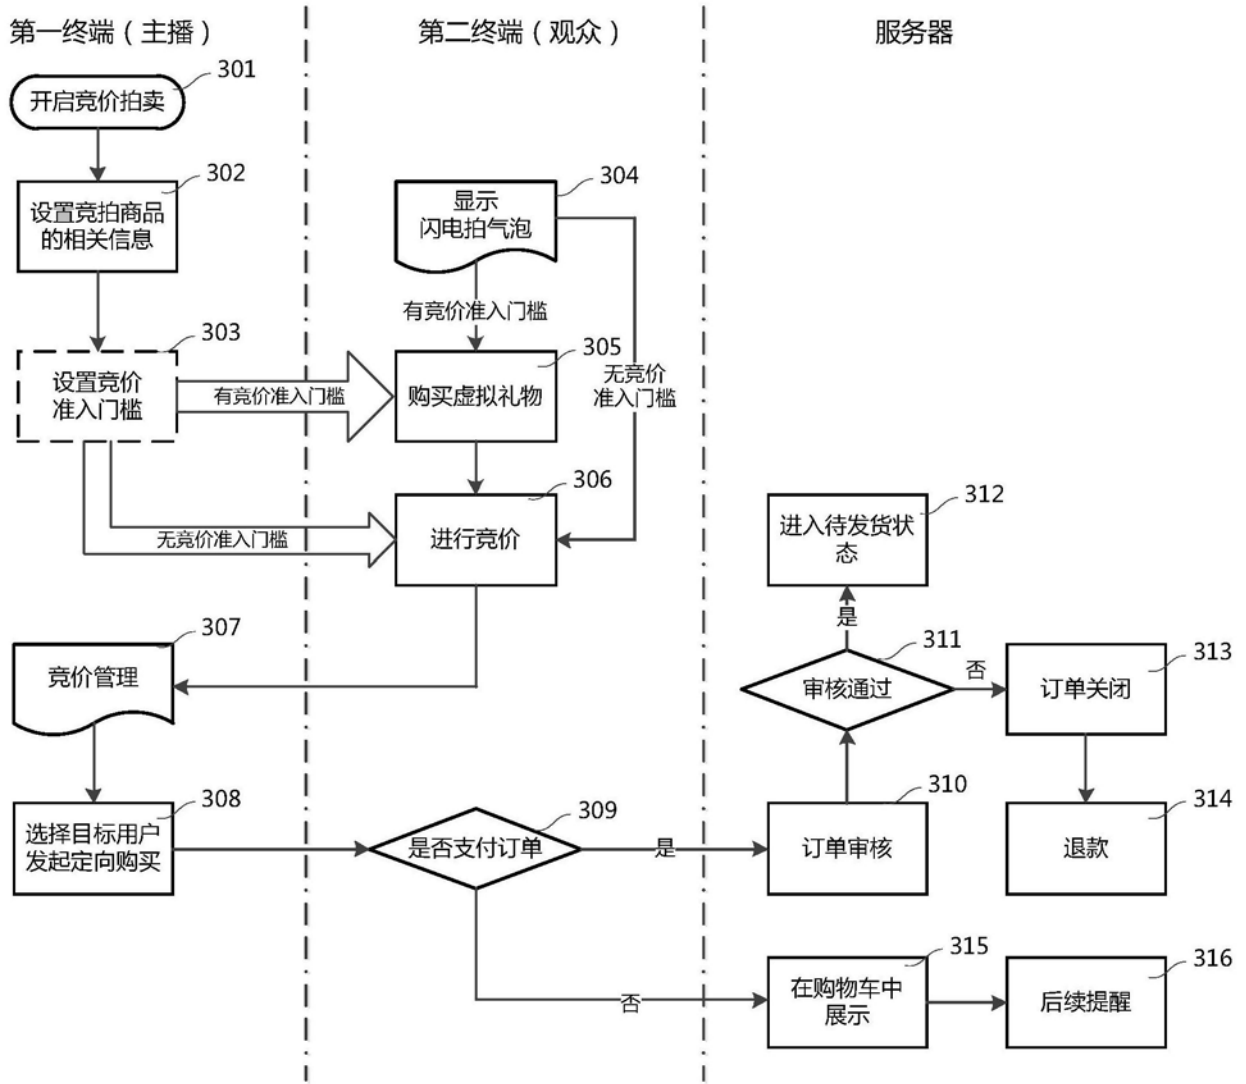 第一终端（主播）
第二终端（观众）
服务器
301
开启竞价拍卖
302
设置竞拍商品
的相关信息
304
显示
闪电拍气泡
有竞价准入门槛
303
设置竞价
准入门槛
有竞价准入门槛
305
购买虚拟礼物
无竞价
准入门槛
306
进行竞价
无竞价准入门槛
312
进入待发货状
态
是
307
竞价管理
311
审核通过
否
313
订单关闭
308
选择目标用户
发起定向购买
309
是否支付订单
是
310
订单审核
314
退款
否
315
在购物车中
展示
316
后续提醒